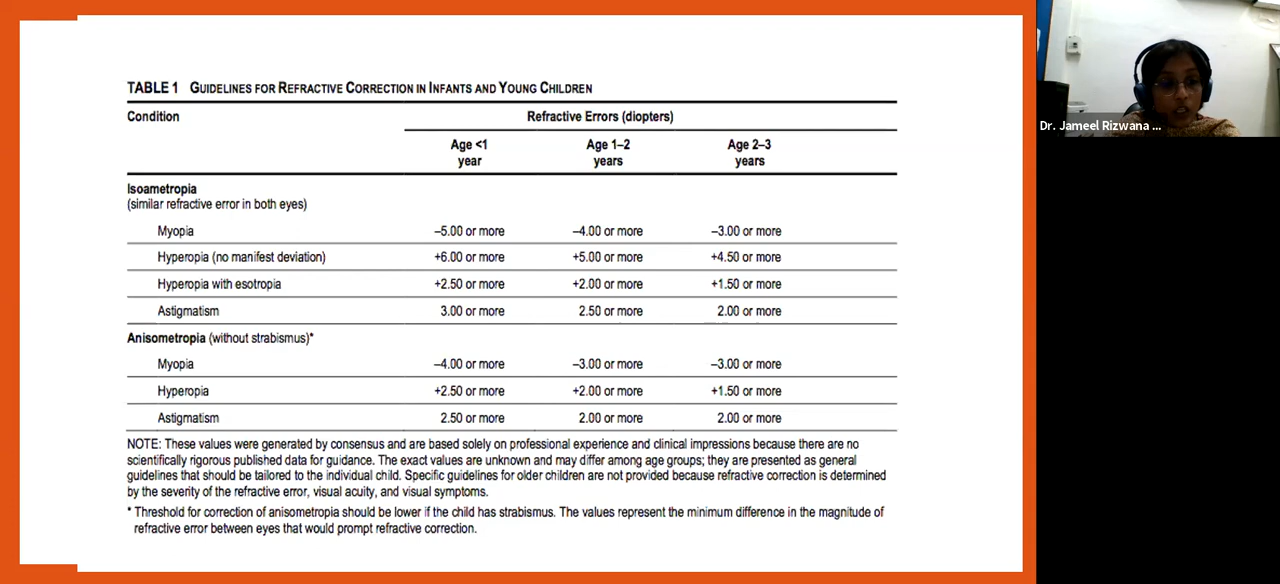 TABLE 1 GUIDELINES FOR REFRACTIVE CORRECTION IN INFANTS AND YOUNG CHILDREN
Condition Refractive Errors (diopters)
Age <1 Age 1–2 Age 2–3
year years years
Isoametropia
(similar refractive error in both eyes)
Myopia –5.00 or more –4.00 or more –3.00 or more
Hyperopia (no manifest deviation) +6.00 or more +5.00 or more +4.50 or more
Hyperopia with esotropia +2.50 or more +2.00 or more +1.50 or more
Astigmatism 3.00 or more 2.50 or more 2.00 or more
Anisometropia (without strabismus)*
Myopia –4.00 or more –3.00 or more –3.00 or more
Hyperopia +2.50 or more +2.00 or more +1.50 or more
Astigmatism 2.50 or more 2.00 or more 2.00 or more
NOTE: These values were generated by consensus and are based solely on professional experience and clinical impressions because there are no
scientifically rigorous published data for guidance. The exact values are unknown and may differ among age groups; they are presented as general
guidelines that should be tailored to the individual child. Specific guidelines for older children are not provided because refractive correction is determined
by the severity of the refractive error, visual acuity, and visual symptoms.
* Threshold for correction of anisometropia should be lower if the child has strabismus. The values represent the minimum difference in the magnitude of
refractive error between eyes that would prompt refractive correction.
Dr. Jameel Rizwana ...